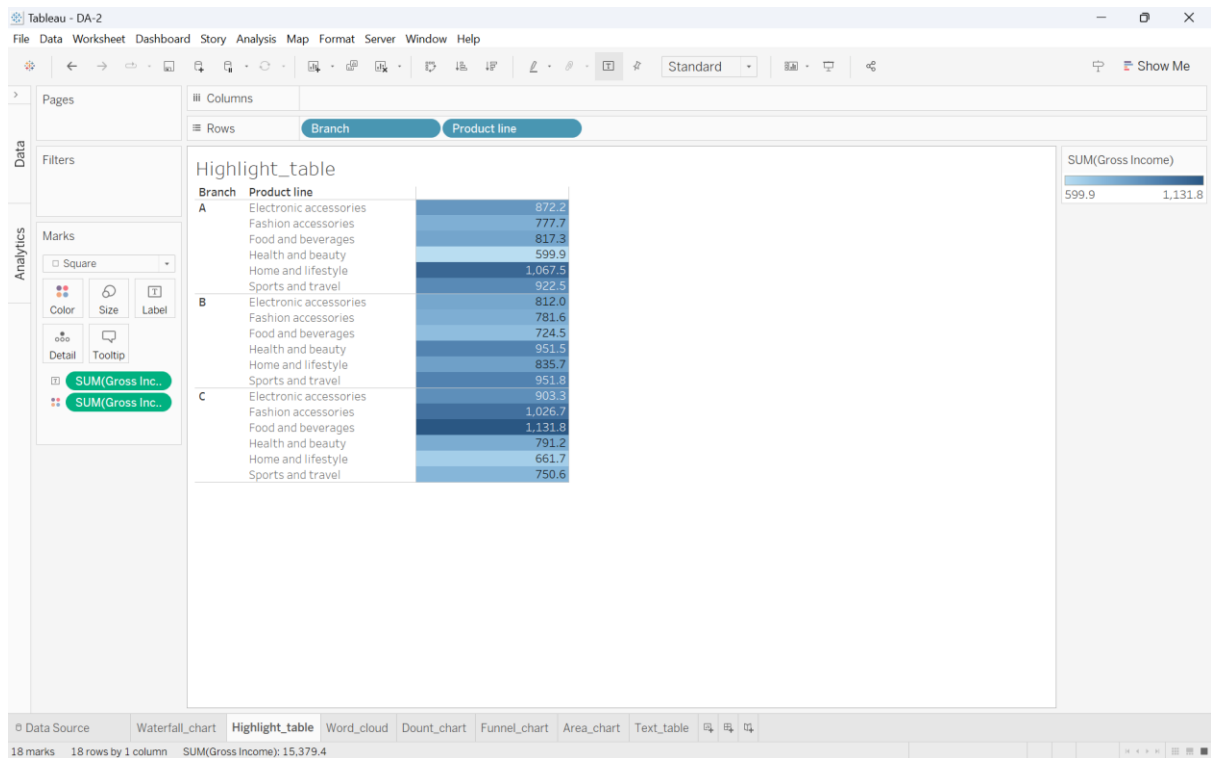 Tableau - DA-2
File Data Worksheet Dashboard Story Analysis Map Format Server Window Help
Standard
Show Me
Pages
iii Columns
Rows Branch Product line
Data
Filters
Highlight_table
SUM(Gross Income)
599.9 1,131.8
Branch Product line
A Electronic accessories 872.2
Fashion accessories 777.7
Food and beverages 817.3
Health and beauty 599.9
Home and lifestyle 1,067.5
Sports and travel 922.5
B Electronic accessories 812.0
Fashion accessories 781.6
Food and beverages 724.5
Health and beauty 951.5
Home and lifestyle 835.7
Sports and travel 951.8
C Electronic accessories 903.3
Fashion accessories 1,026.7
Food and beverages 1,131.8
Health and beauty 791.2
Home and lifestyle 661.7
Sports and travel 750.6
Analytics
Marks
Square
Color Size Label
Detail Tooltip
SUM(Gross Inc..
SUM(Gross Inc..
Data Source Waterfall_chart Highlight_table Word_cloud Dount_chart Funnel_chart Area_chart Text_table
18 marks 18 rows by 1 column SUM(Gross Income): 15,379.4